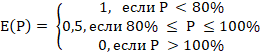 1, если P < 80%
E(P) = { 0,5, если 80% ≤ P ≤ 100%
0, если P > 100%